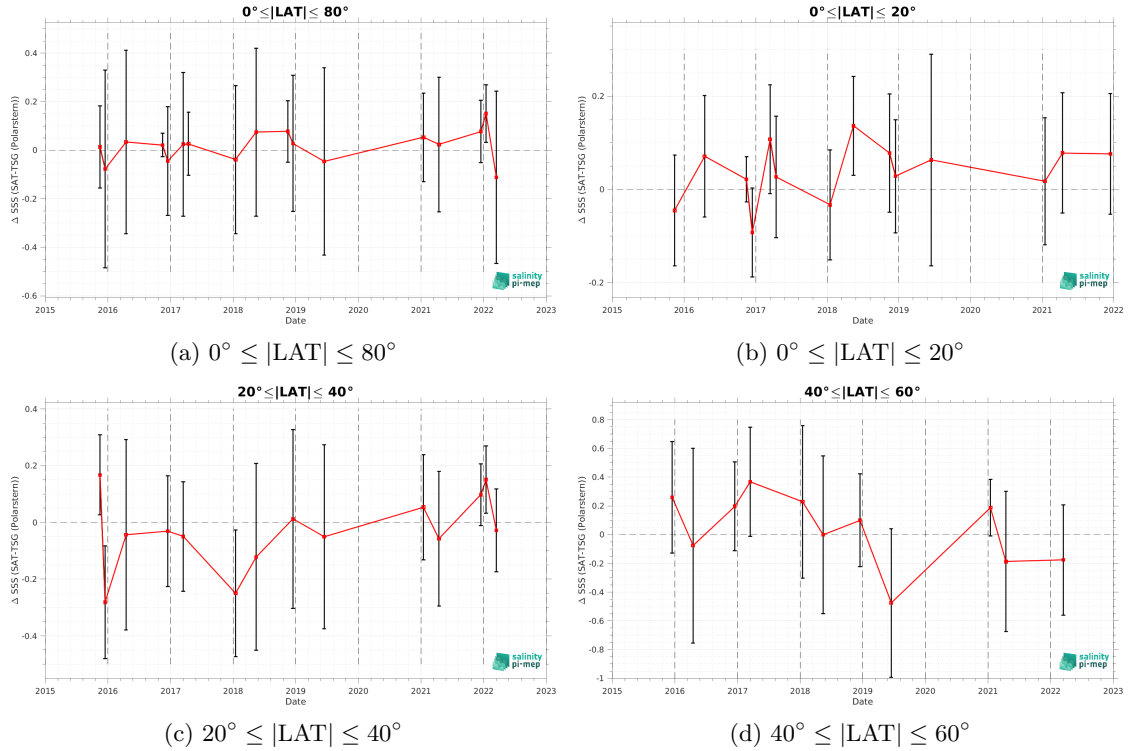 0°≤|LAT|≤ 80°
Δ SSS (SAT-TSG (Polarstern))
0.4
0.2
0
-0.2
-0.4
-0.6
2015 2016 2017 2018 2019 2020 2021 2022 2023
Date
salinity
pi-mep
(a) 0° ≤ |LAT| ≤ 80°
0°≤|LAT|≤ 20°
Δ SSS (SAT-TSG (Polarstern))
0.2
0
-0.2
2015 2016 2017 2018 2019 2020 2021 2022
Date
salinity
pi-mep
(b) 0° ≤ |LAT| ≤ 20°
20°≤|LAT|≤ 40°
Δ SSS (SAT-TSG (Polarstern))
0.4
0.2
0
-0.2
-0.4
2015 2016 2017 2018 2019 2020 2021 2022 2023
Date
salinity
pi-mep
(c) 20° ≤ |LAT| ≤ 40°
40°≤|LAT|≤ 60°
Δ SSS (SAT-TSG (Polarstern))
0.8
0.6
0.4
0.2
0
-0.2
-0.4
-0.6
-0.8
-1
2015 2016 2017 2018 2019 2020 2021 2022 2023
Date
salinity
pi-mep
(d) 40° ≤ |LAT| ≤ 60°